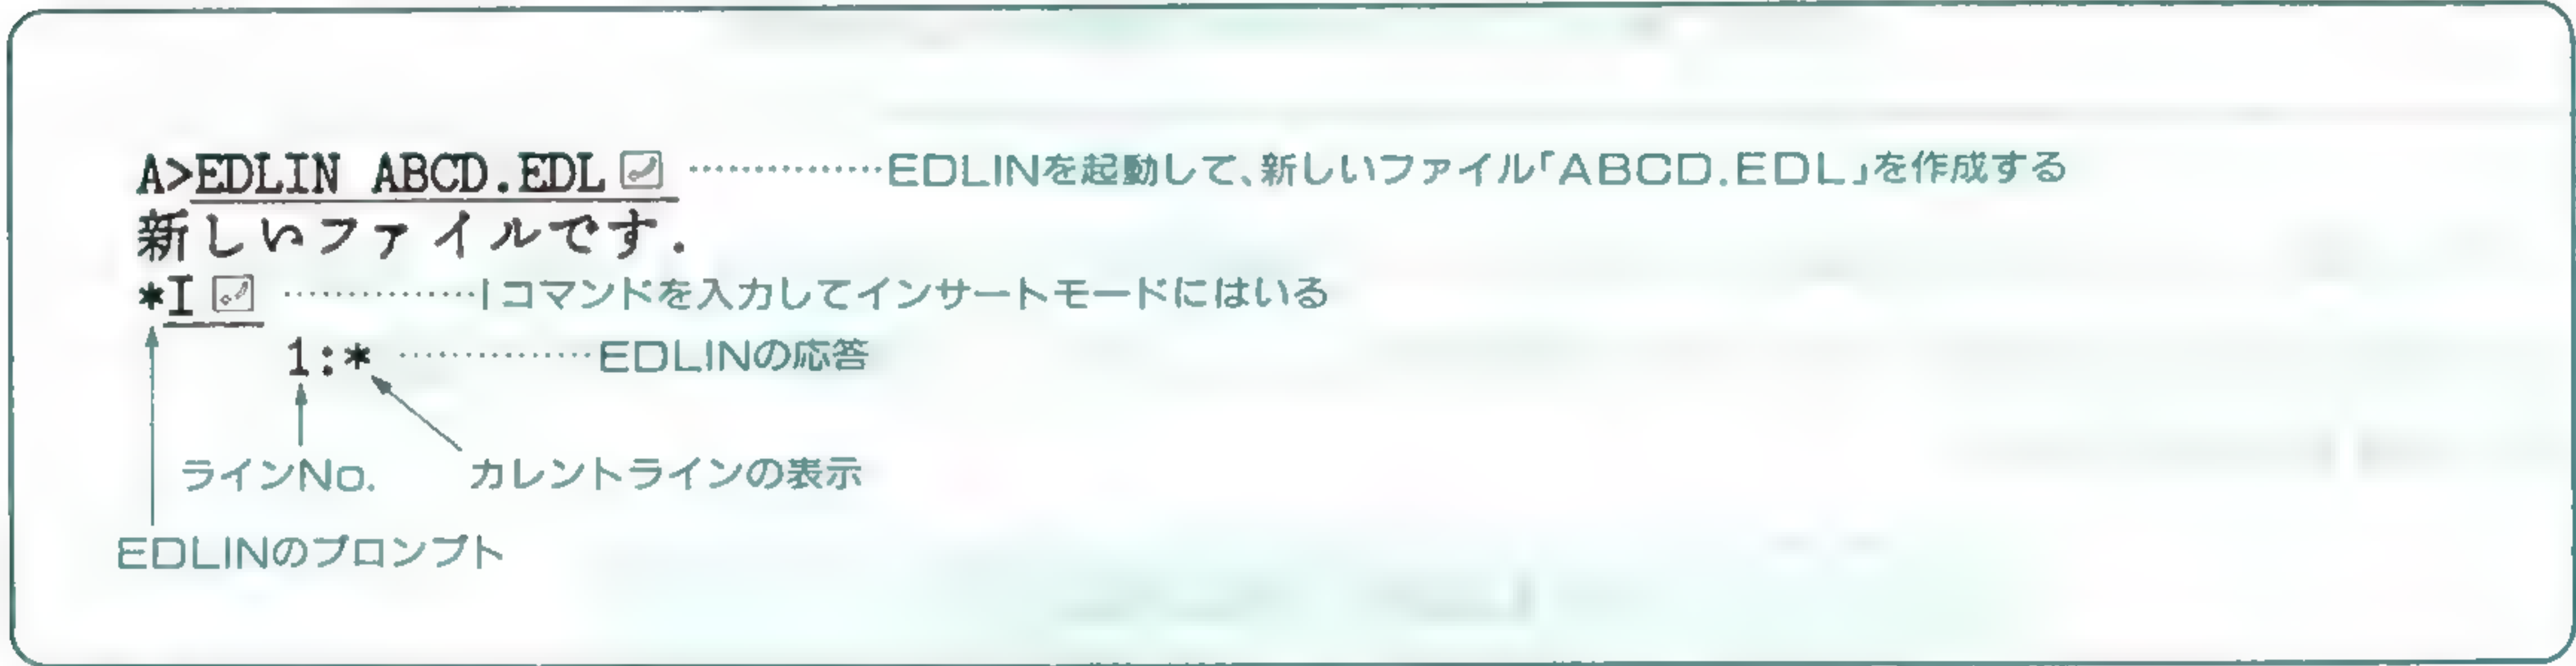 A>EDLIN ABCD.EDL⏎ ·············EDLINを起動して、新しいファイル「ABCD.EDL」を作成する
新しいファイルです.
*I⏎ ·············Iコマンドを入力してインサートモードにはいる
1:* ·············EDLINの応答
ラインNo. カレントラインの表示
EDLINのプロンプト